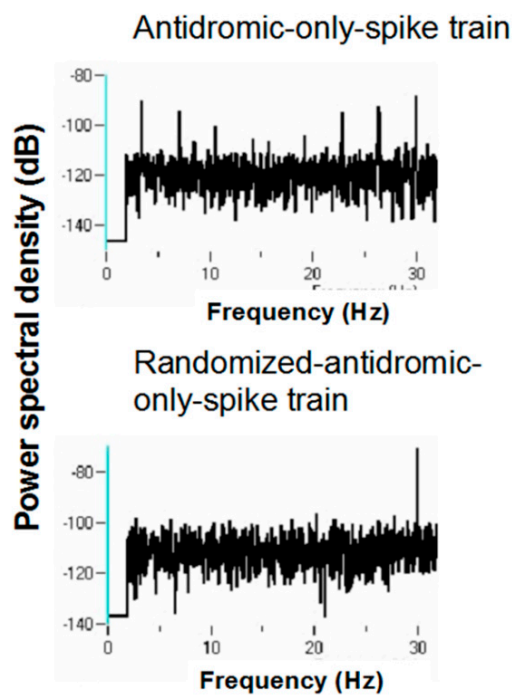 Antidromic-only-spike train
Power spectral density (dB)
-80
-100
-120
-140
0
10
20
30
Frequency (Hz)
Randomized-antidromic-
only-spike train
-80
-100
-120
-140
0
10
20
30
Frequency (Hz)